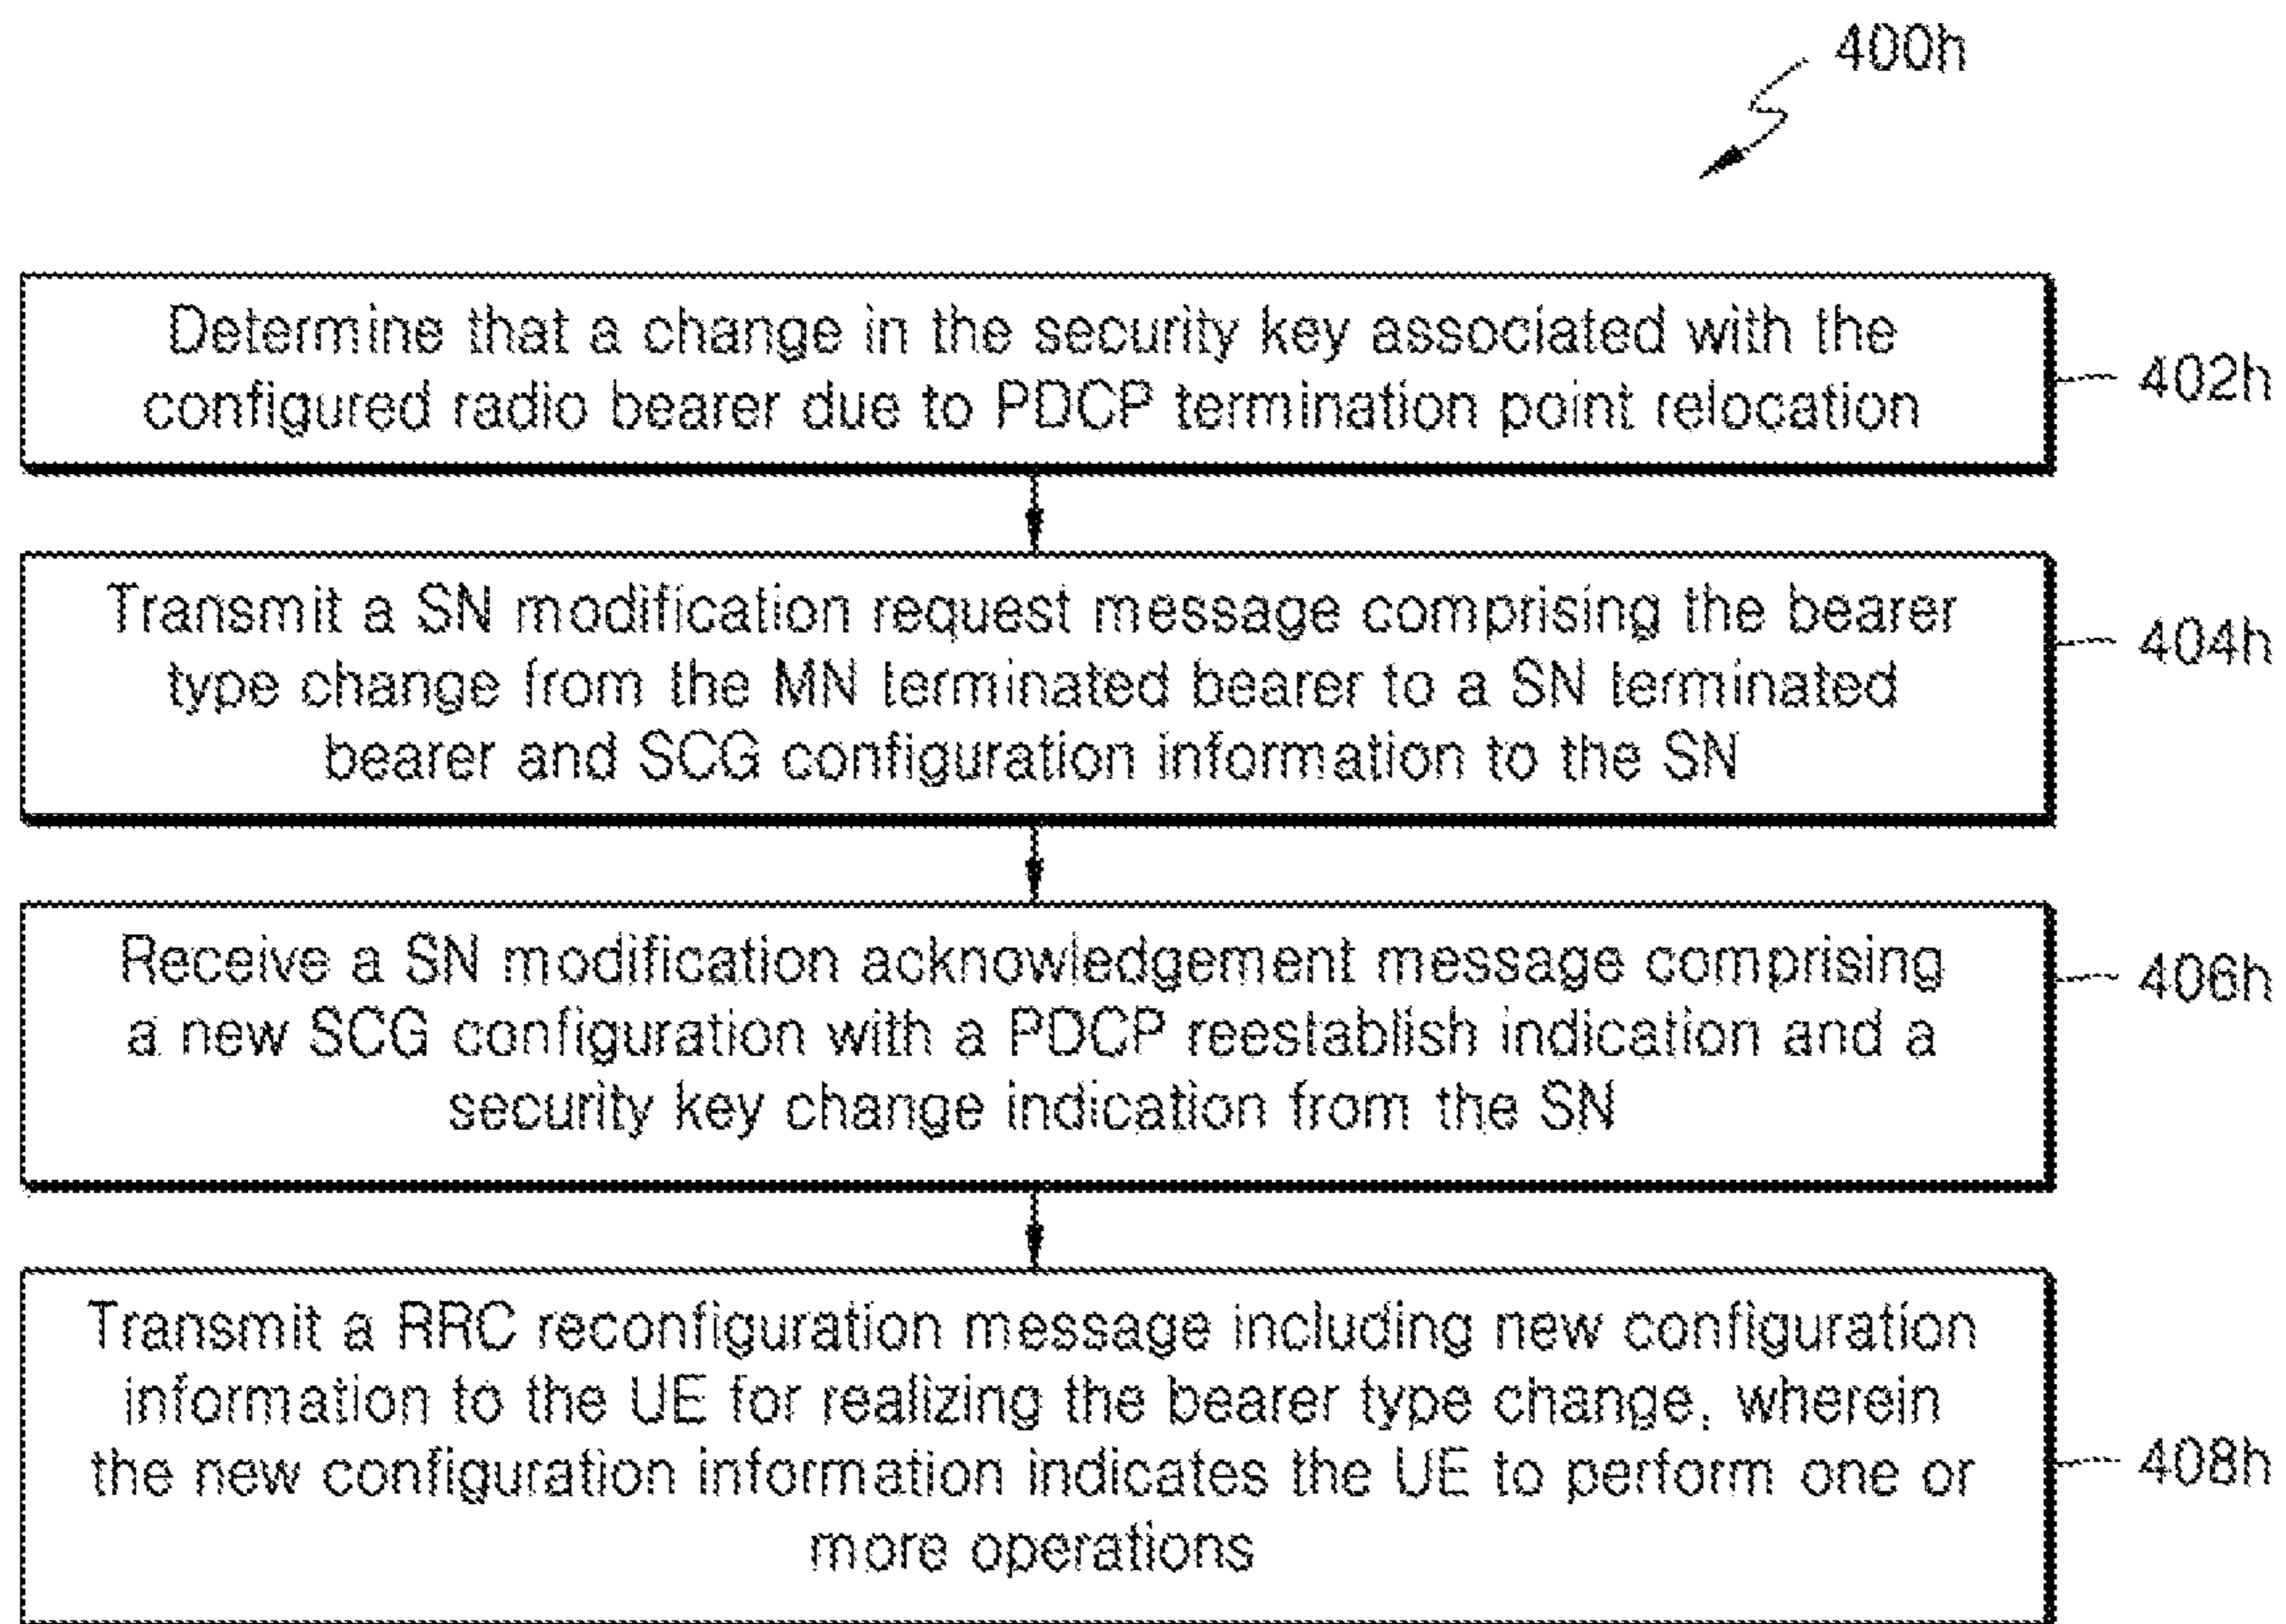 400h
Determine that a change in the security key associated with the
configured radio bearer due to PDCP termination point relocation
402h
Transmit a SN modification request message comprising the bearer
type change from the MN terminated bearer to a SN terminated
bearer and SCG configuration information to the SN
404h
Receive a SN modification acknowledgement message comprising
a new SCG configuration with a PDCP reestablish indication and a
security key change indication from the SN
406h
Transmit a RRC reconfiguration message including new configuration
information to the UE for realizing the bearer type change, wherein
the new configuration information indicates the UE to perform one or
more operations
408h